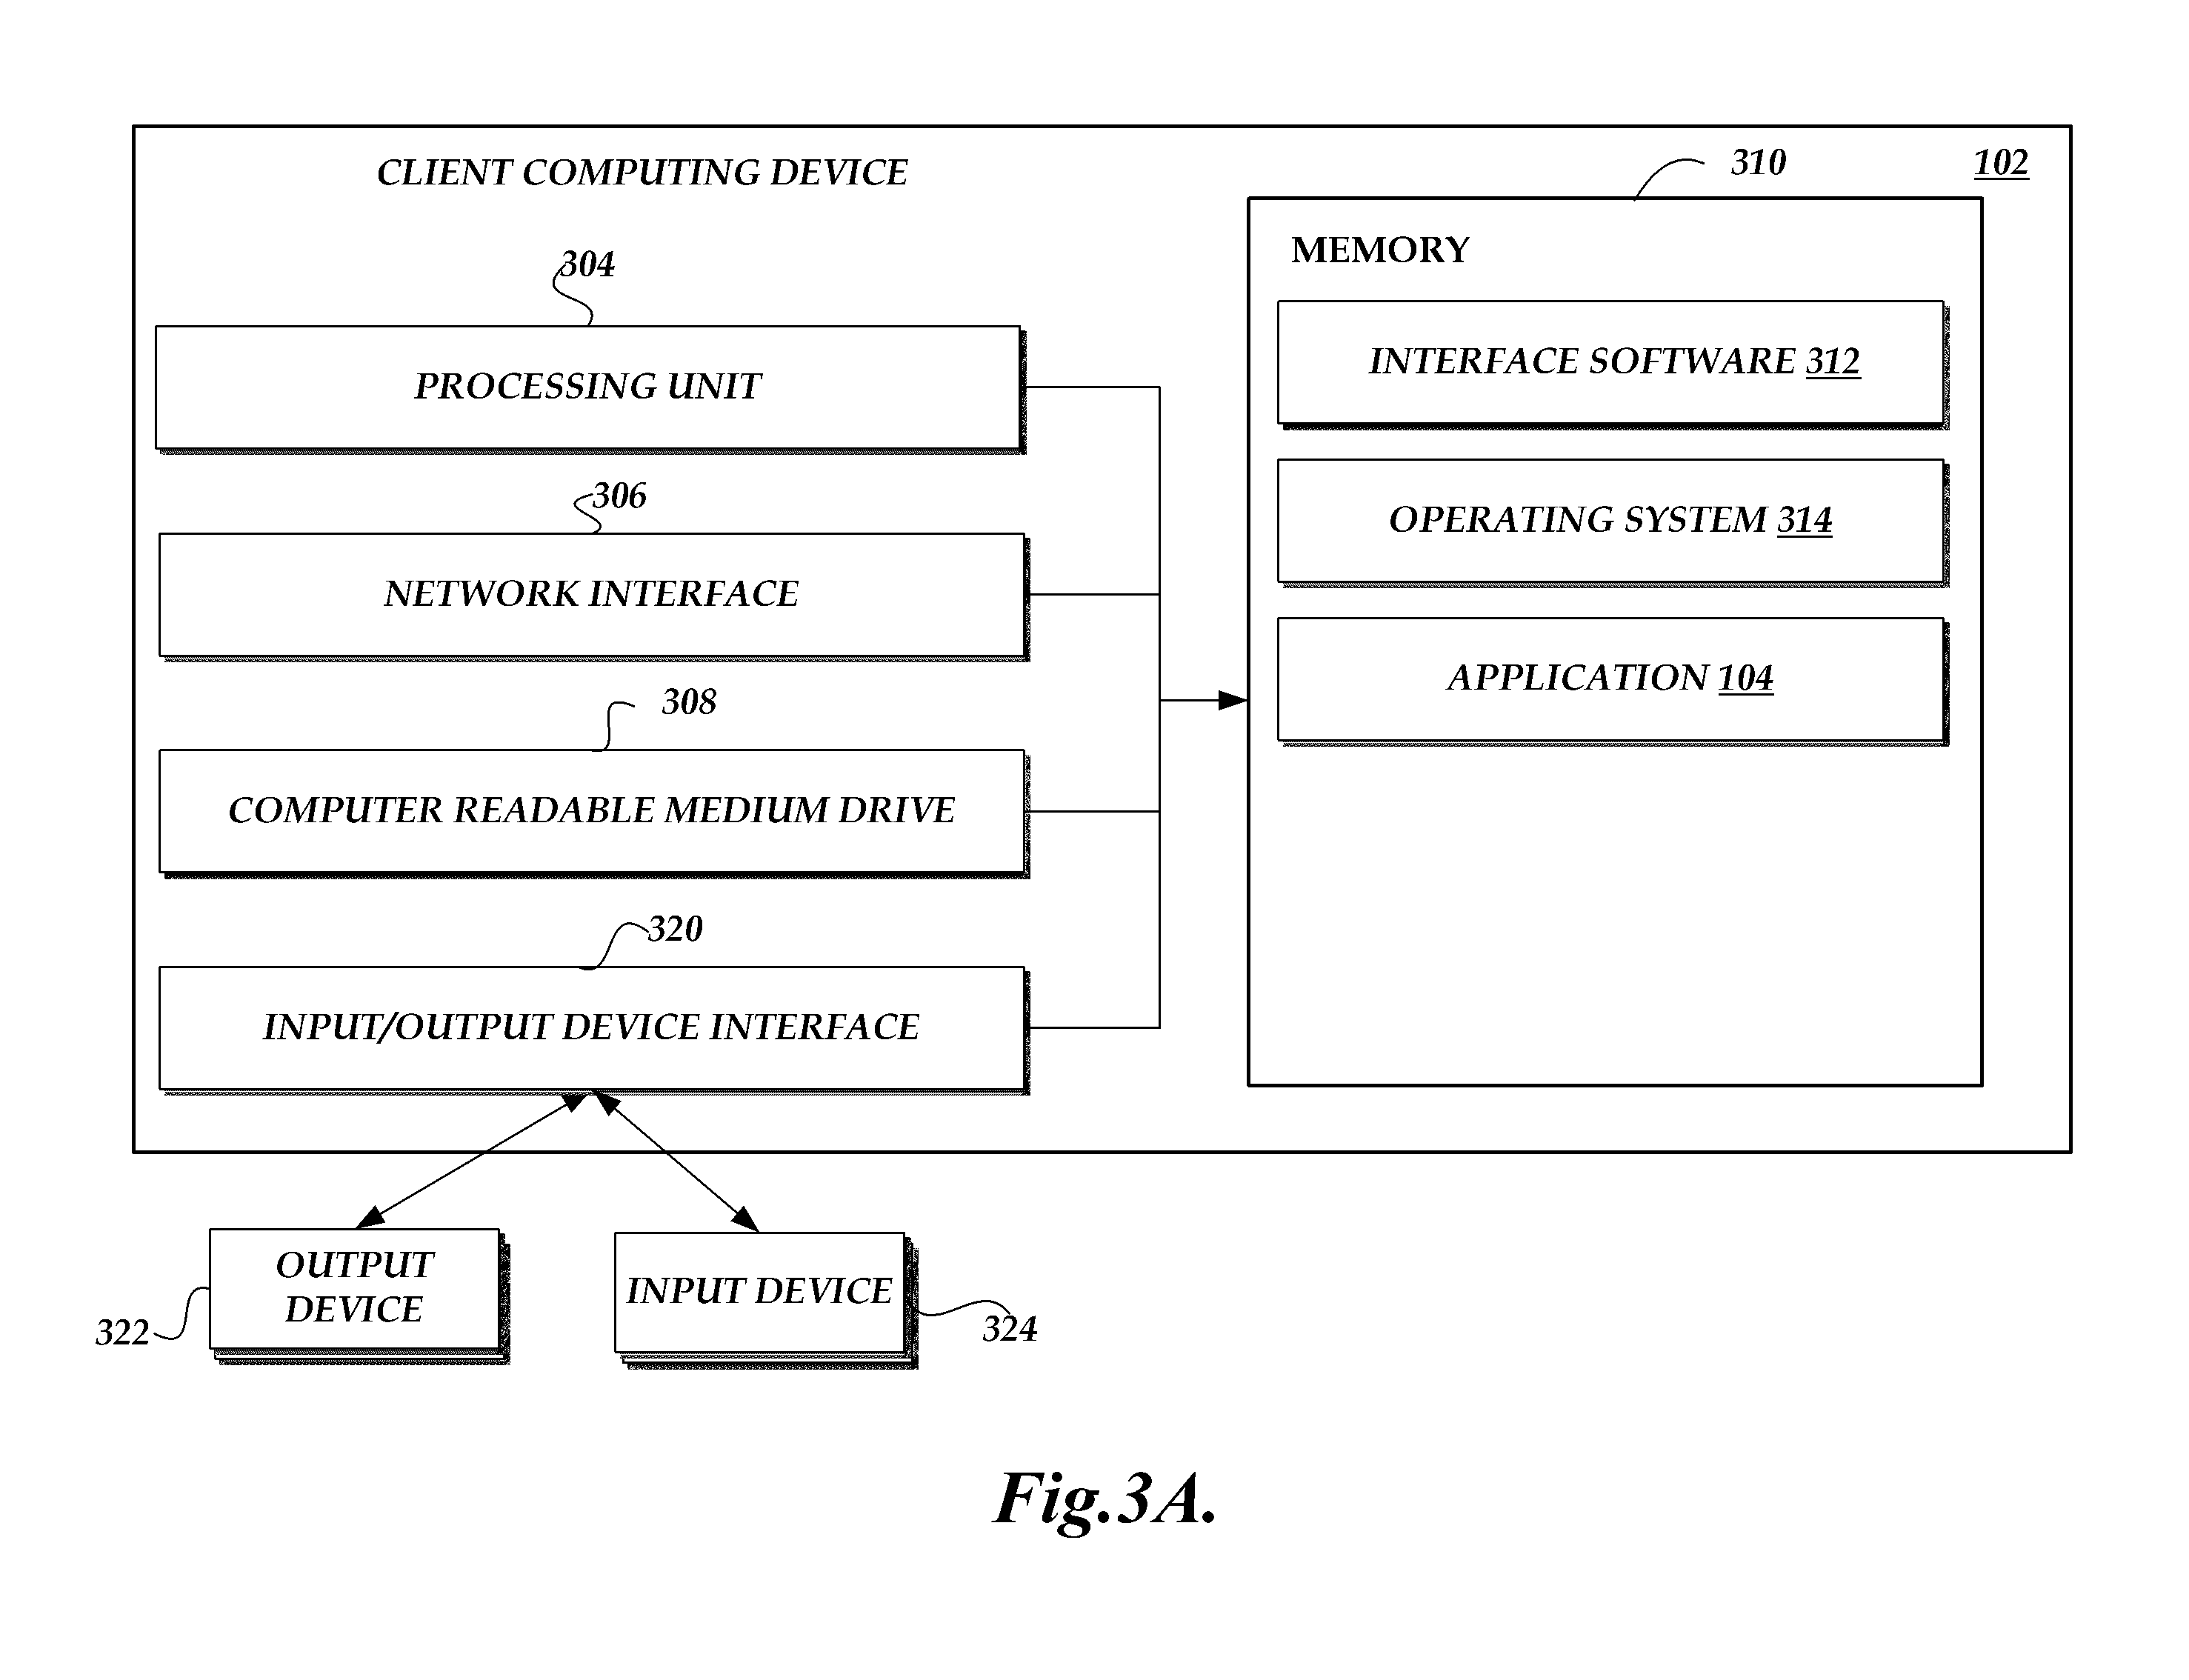 CLIENT COMPUTING DEVICE
102
310
MEMORY
304
PROCESSING UNIT
306
NETWORK INTERFACE
308
COMPUTER READABLE MEDIUM DRIVE
320
INPUT/OUTPUT DEVICE INTERFACE
INTERFACE SOFTWARE 312
OPERATING SYSTEM 314
APPLICATION 104
OUTPUT
DEVICE
322
INPUT DEVICE
324
Fig.3A.